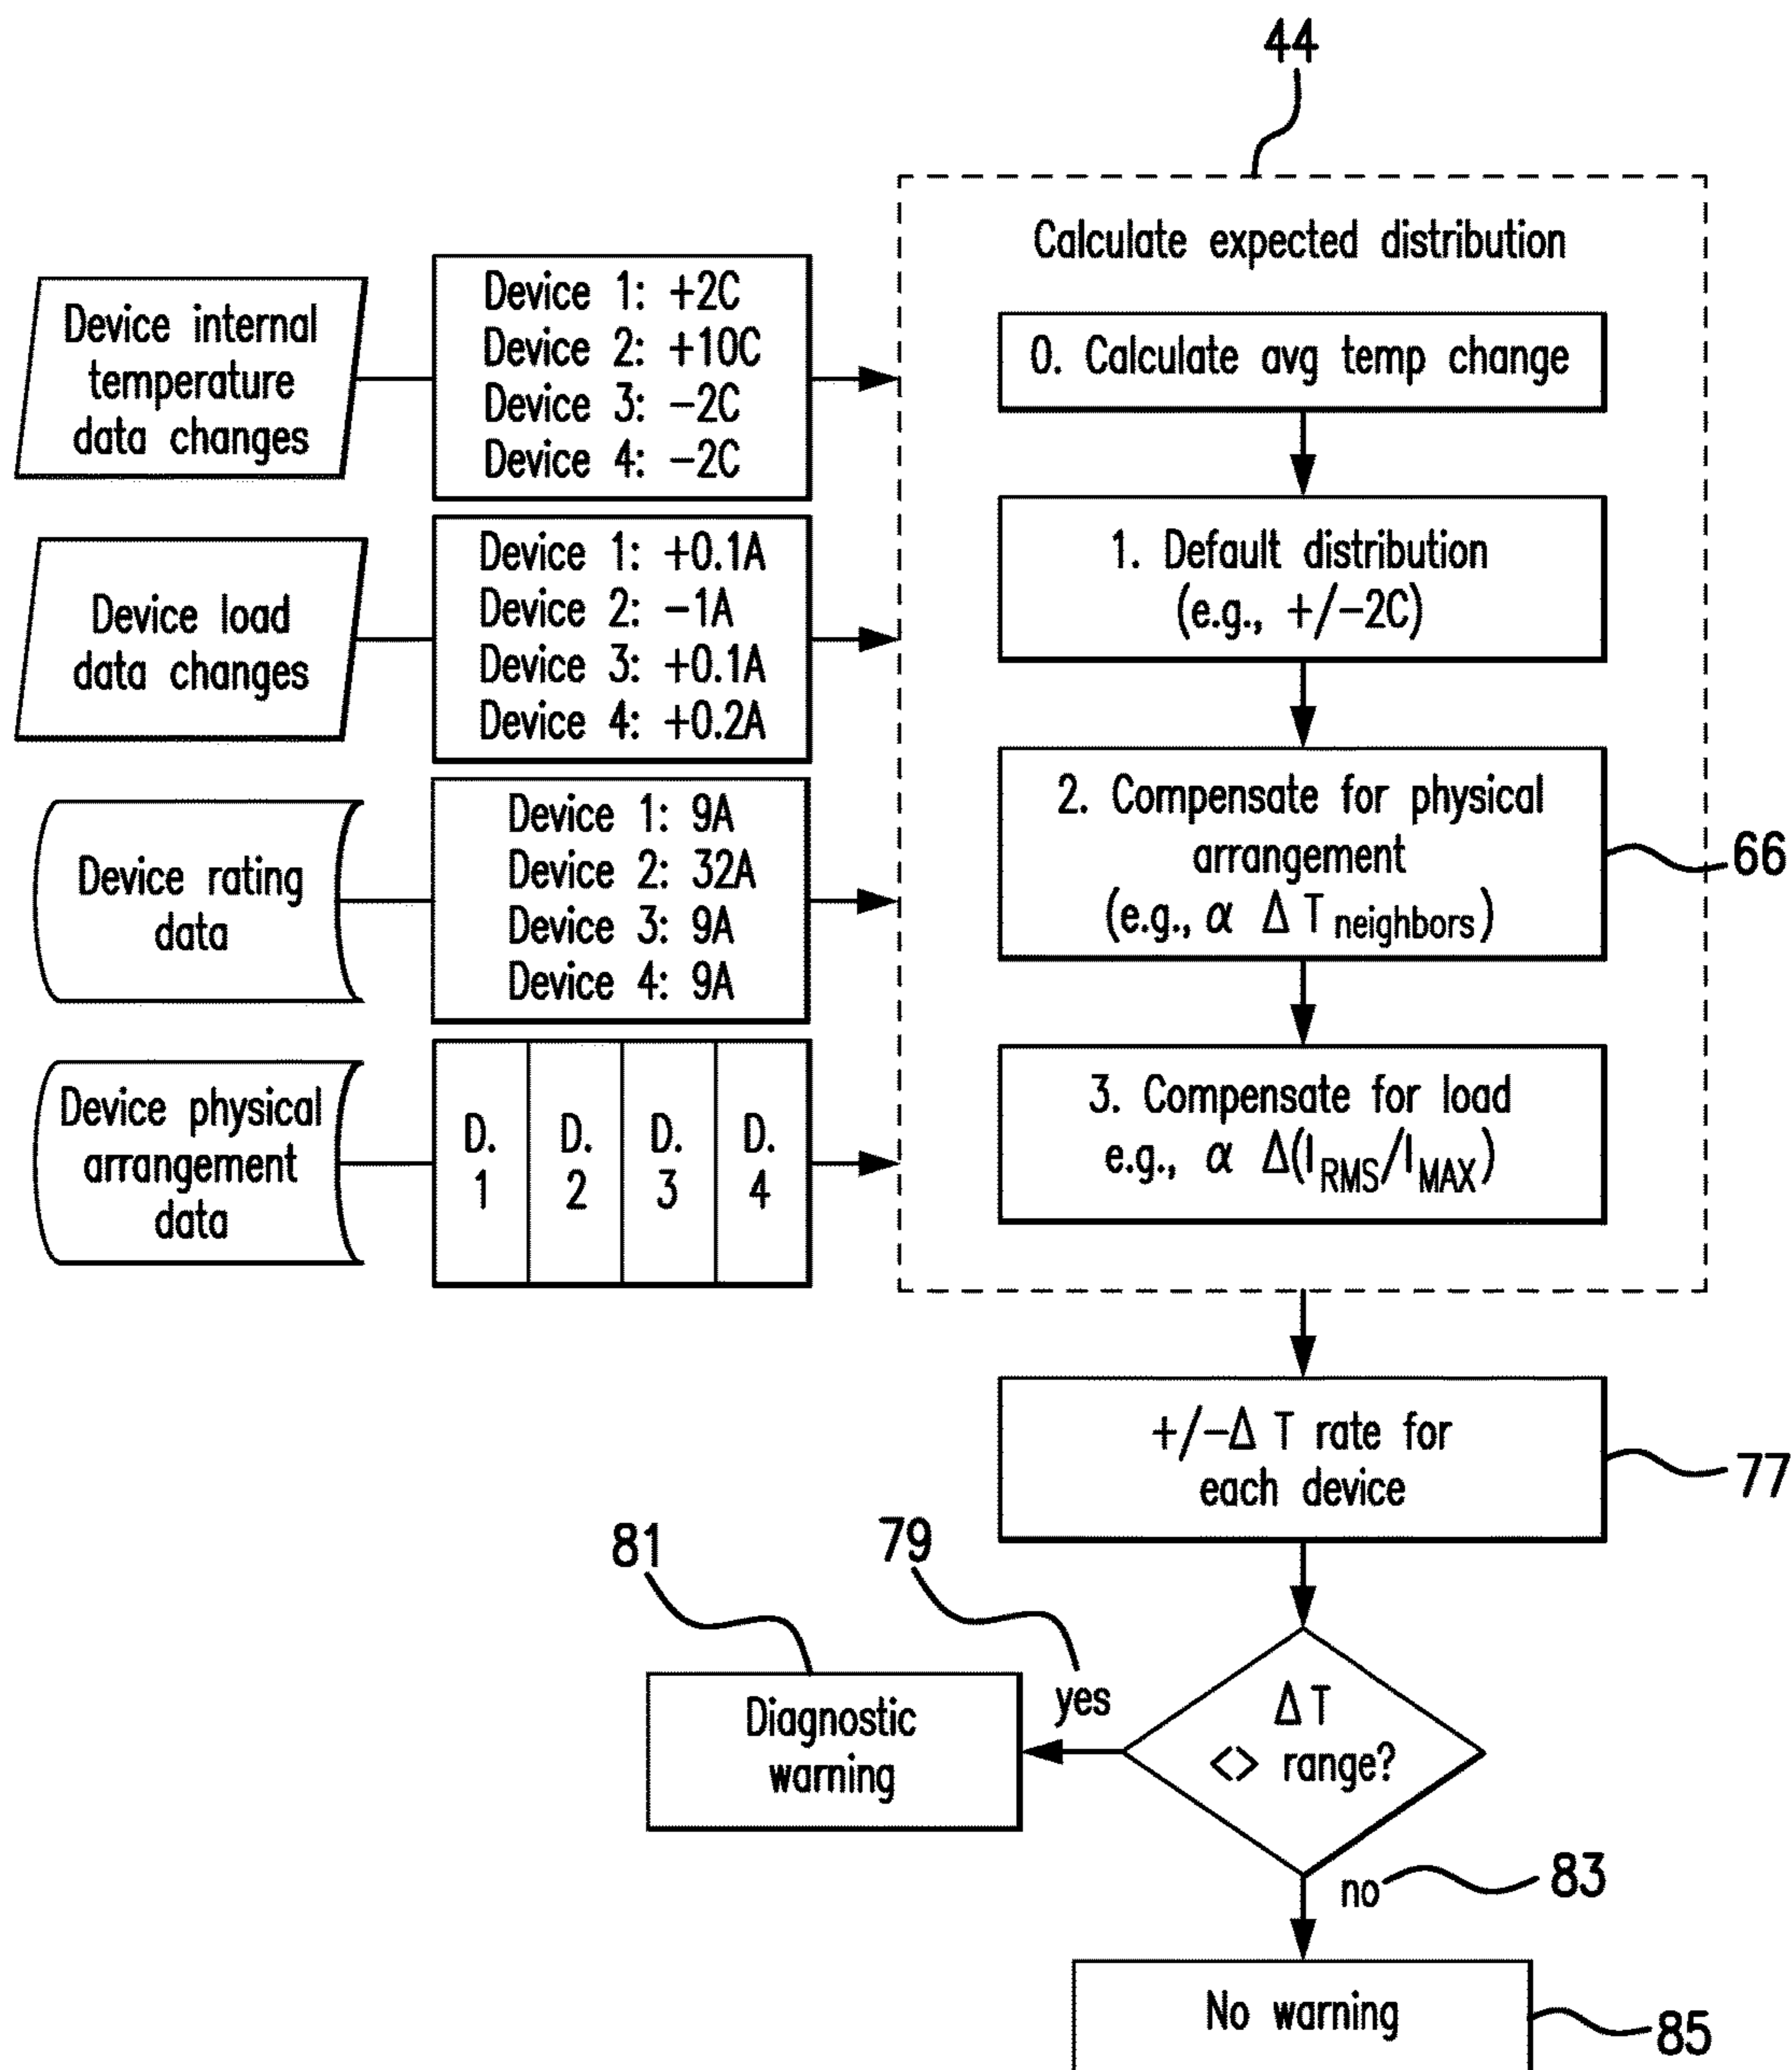 44
Calculate expected distribution
Device internal
temperature
data changes
Device 1: +2C
Device 2: +10C
Device 3: -2C
Device 4: -2C
0. Calculate avg temp change
1. Default distribution
(e.g., +/-2C)
Device load
data changes
Device 1: +0.1A
Device 2: -1A
Device 3: +0.1A
Device 4: +0.2A
2. Compensate for physical
arrangement
(e.g., α Δ T neighbors)
66
Device rating
data
Device 1: 9A
Device 2: 32A
Device 3: 9A
Device 4: 9A
3. Compensate for load
e.g., α Δ(IRMS/IMAX)
Device physical
arrangement
data
D. D. D. D.
1 2 3 4
+/-Δ T rate for
each device
77
81
79
yes
Diagnostic
warning
Δ T
<> range?
no
83
No warning
85